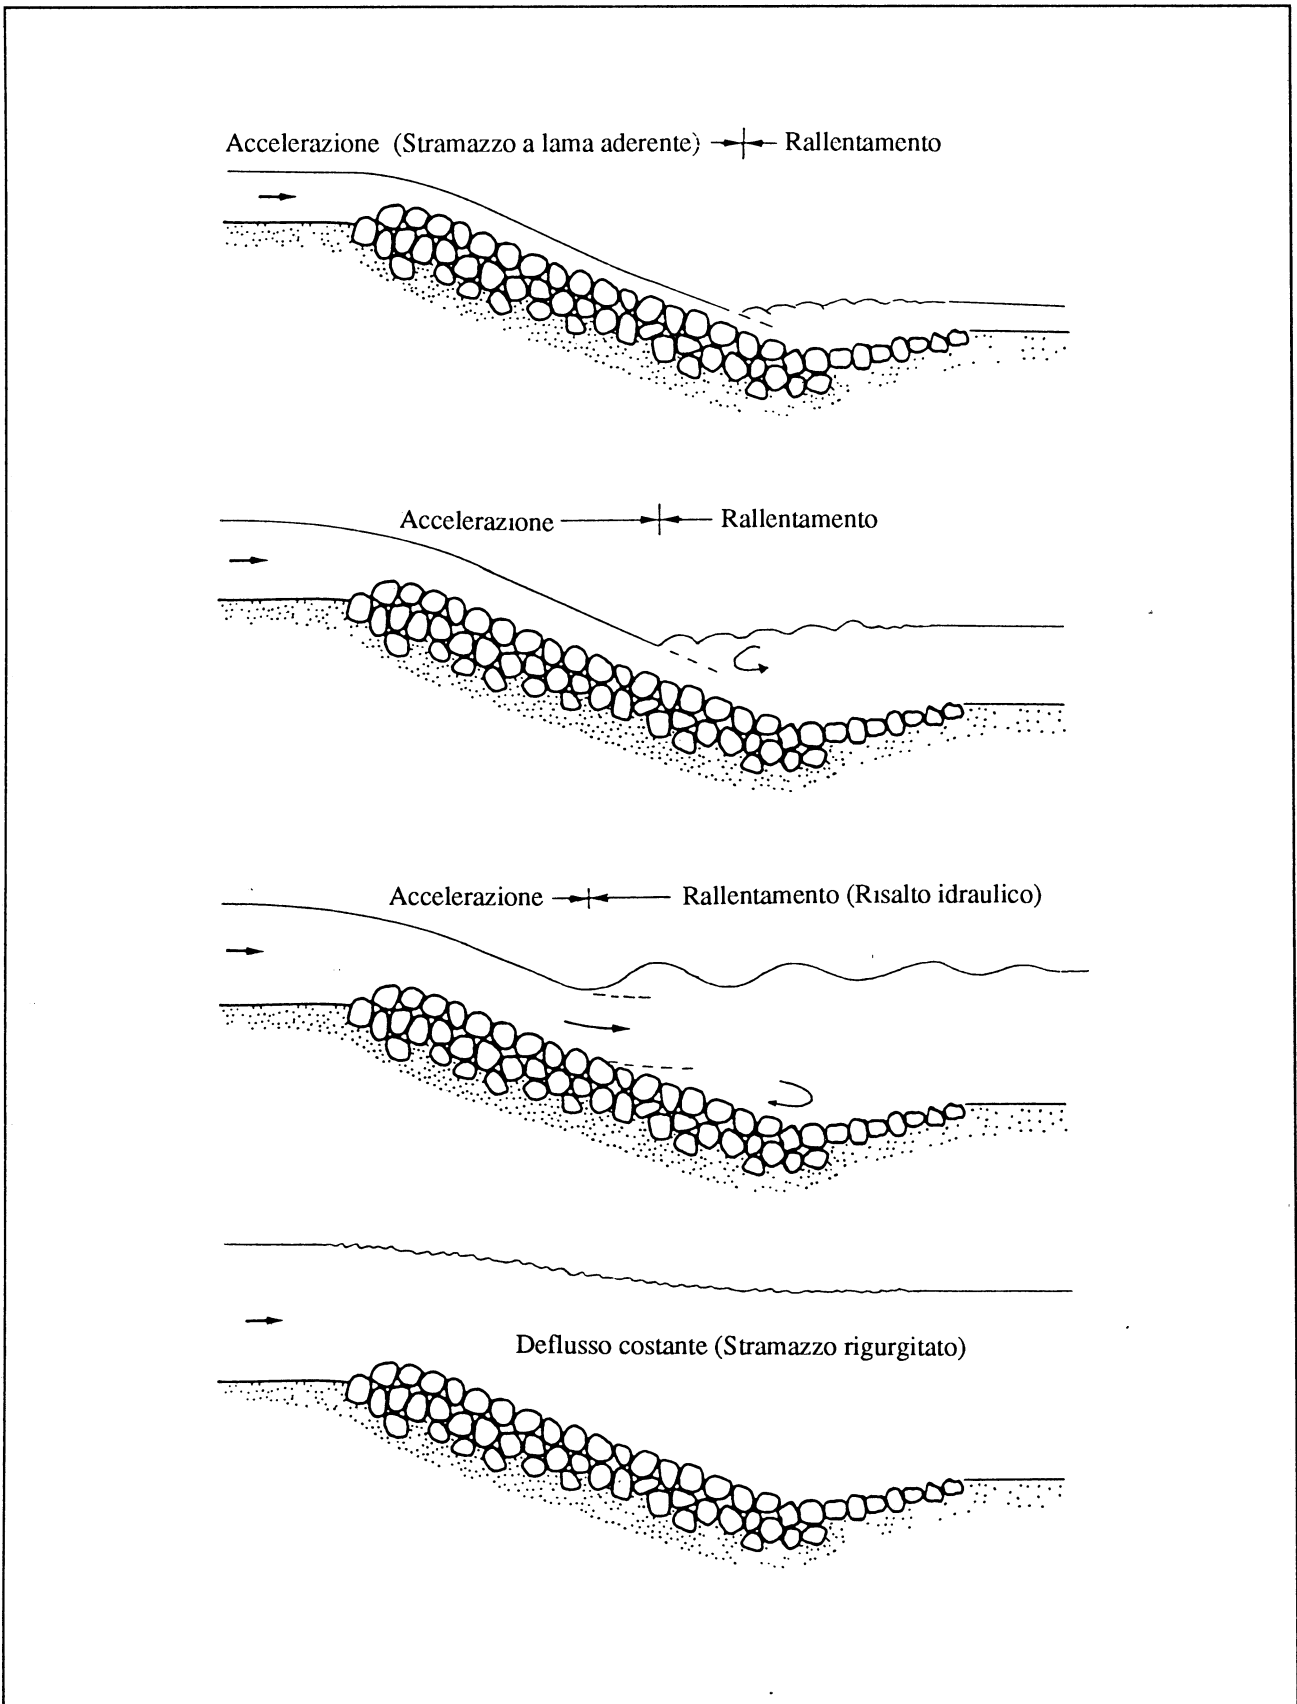 Accelerazione (Stramazzo a lama aderente) Rallentamento
Accelerazione Rallentamento
Accelerazione Rallentamento (Risalto idraulico)
Deflusso costante (Stramazzo rigurgitato)